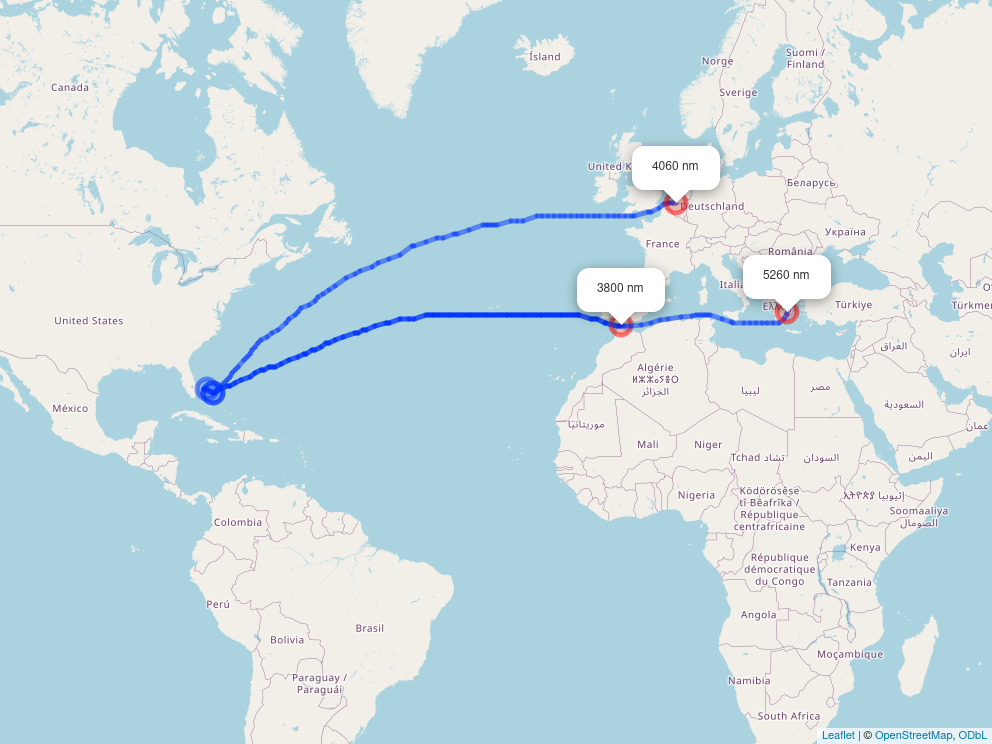 Ísland
Suomi /
Finland
Norge
Sverige
Canada
United K
4060 nm
Беларусь
Deutschland
Україна
France
România
5260 nm
Italia
3800 nm
Türkiye
United States
العراق
ایران
Algérie
ⵍⵣⵣⴰⵢⴻⵔ
الجزائر
ليبيا
مصر
السعودية
México
موريتانيا
عمان
Mali
Niger
Tchad تشاد
السودان
اليمن
Nigeria
Ködörösêse
tî Bêafrîka /
République
centrafricaine
ኢትዮጵያ إثيوبيا
Soomaaliya
الصومال
Colombia
Kenya
République
démocratique
du Congo
Tanzania
Perú
Angola
Brasil
Bolivia
Moçambique
Paraguay /
Paraguái
Namibia
South Africa
Leaflet | © OpenStreetMap, ODbL